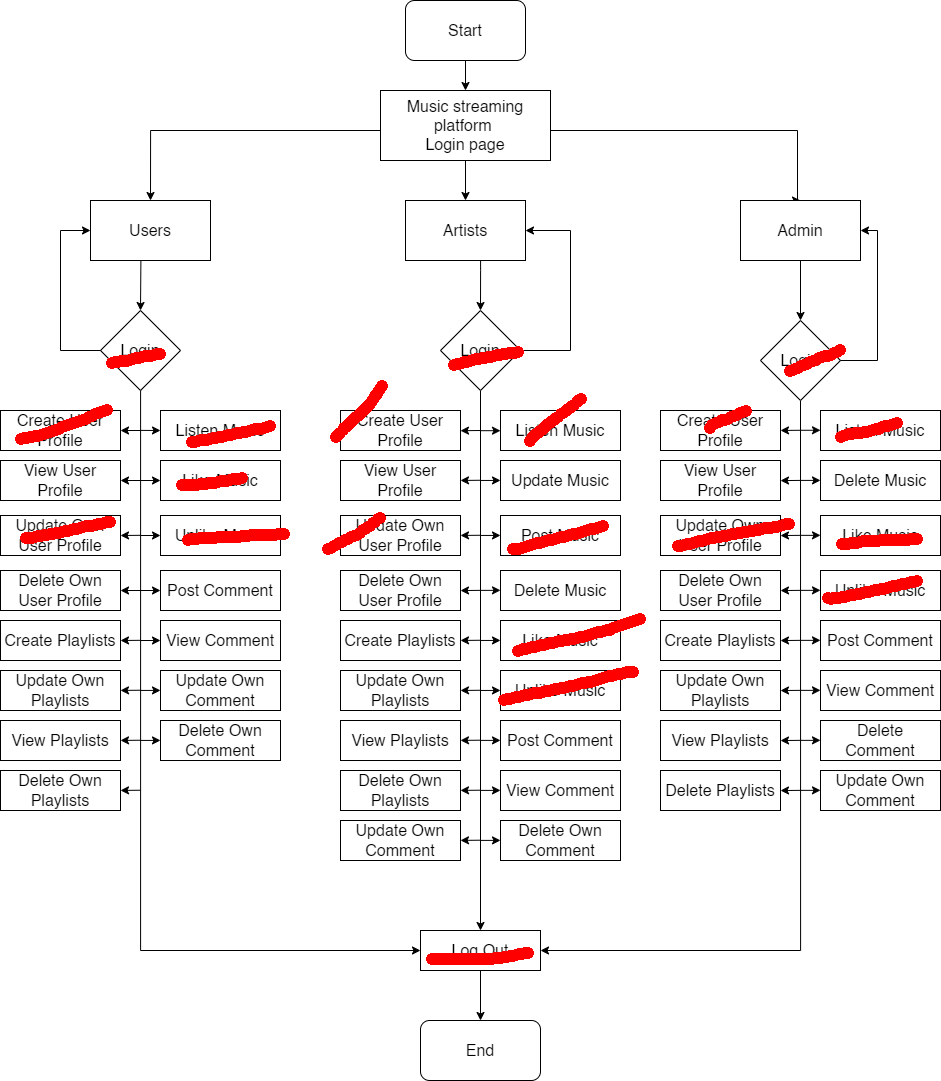 Start
Music streaming
platform
Login page
Users
Artists
Admin
Login
Login
Login
Create User
Profile
Listen Music
View User
Profile
Like Music
Update Own
User Profile
Unlike Music
Delete Own
User Profile
Post Comment
Create Playlists
View Comment
Update Own
Playlists
Update Own
Comment
View Playlists
Delete Own
Comment
Delete Own
Playlists
Create User
Profile
Listen Music
View User
Profile
Update Music
Update Own
User Profile
Post Music
Delete Own
User Profile
Delete Music
Create Playlists
Like Music
Update Own
Playlists
Unlike Music
View Playlists
Post Comment
Delete Own
Playlists
View Comment
Update Own
Comment
Delete Own
Comment
Create User
Profile
Listen Music
View User
Profile
Delete Music
Update Own
User Profile
Like Music
Delete Own
User Profile
Unlike Music
Create Playlists
Post Comment
Update Own
Playlists
View Comment
View Playlists
Delete
Comment
Delete Playlists
Update Own
Comment
Log Out
End